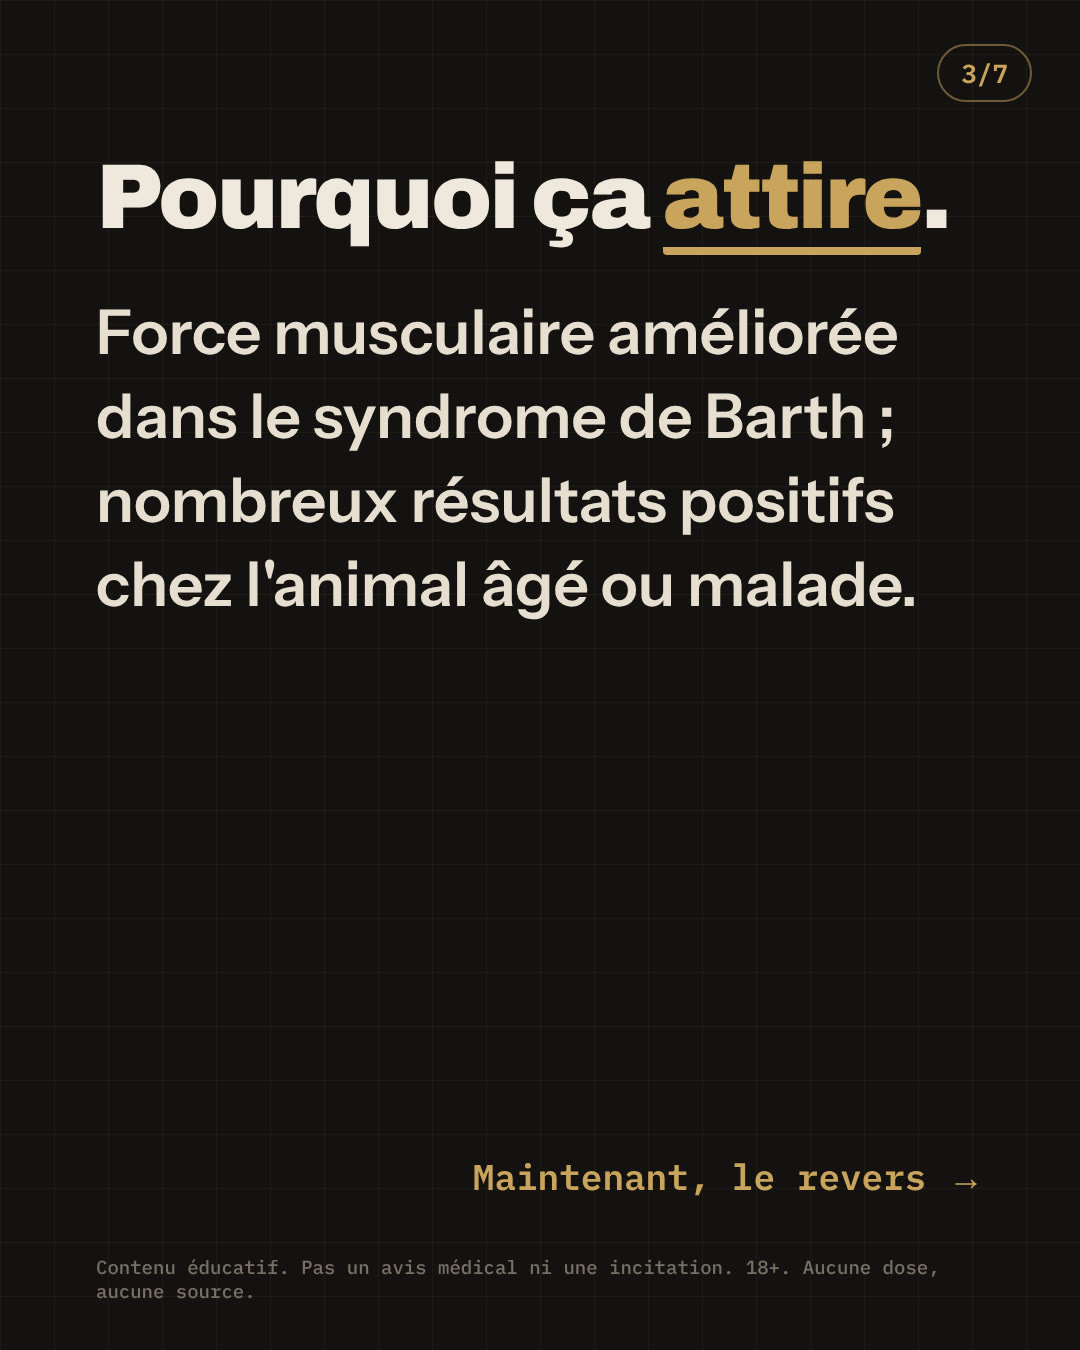 3/7
Pourquoi ça attire.
Force musculaire améliorée
dans le syndrome de Barth ;
nombreux résultats positifs
chez l'animal âgé ou malade.
Maintenant, le revers →
Contenu éducatif. Pas un avis médical ni une incitation. 18+. Aucune dose,
aucune source.